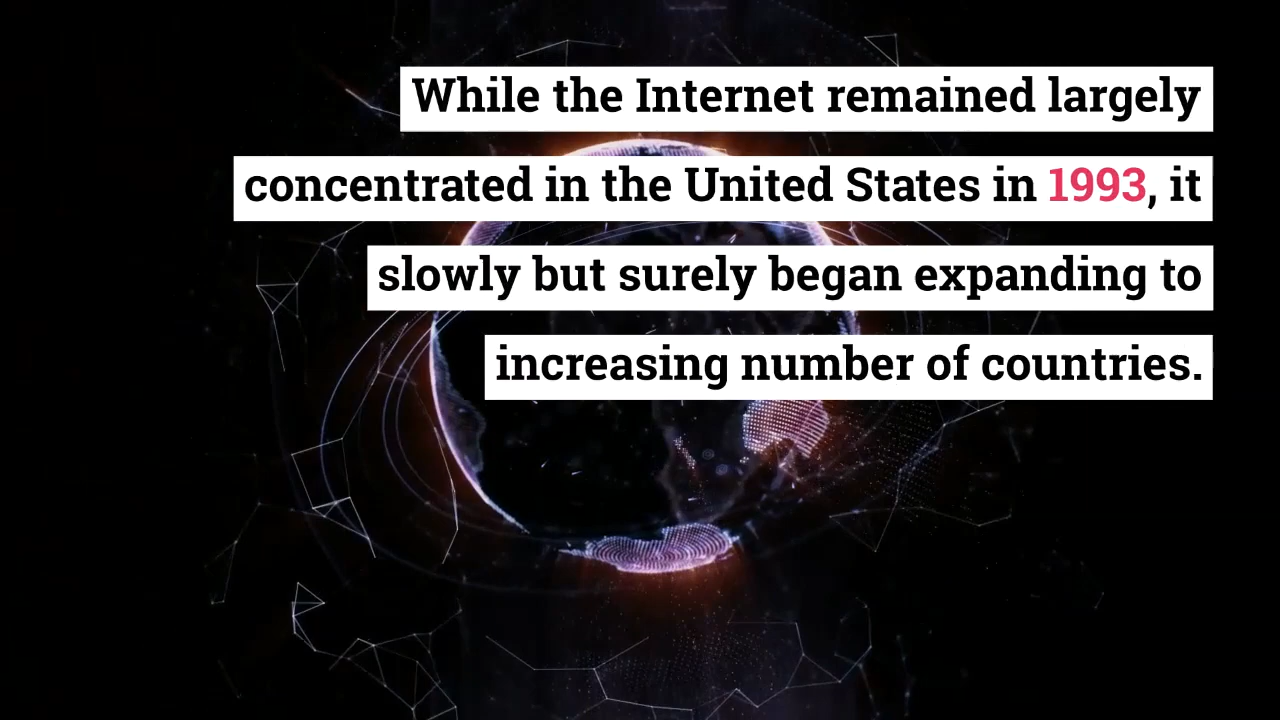 While the Internet remained largely
concentrated in the United States in 1993, it
slowly but surely began expanding to
increasing number of countries.